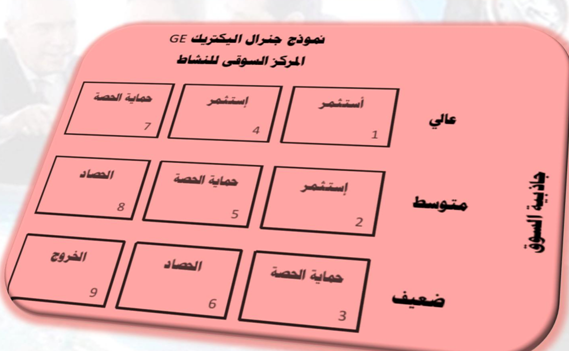 نموذج جنرال اليكتريك GE
المركز السوقى للنشاط
جاذبية السوق
عالي
أستثمر
1
إستثمر
4
حماية الحصة
7
متوسط
إستثمر
2
حماية الحصة
5
الحصاد
8
ضعيف
حماية الحصة
3
الحصاد
6
الخروج
9